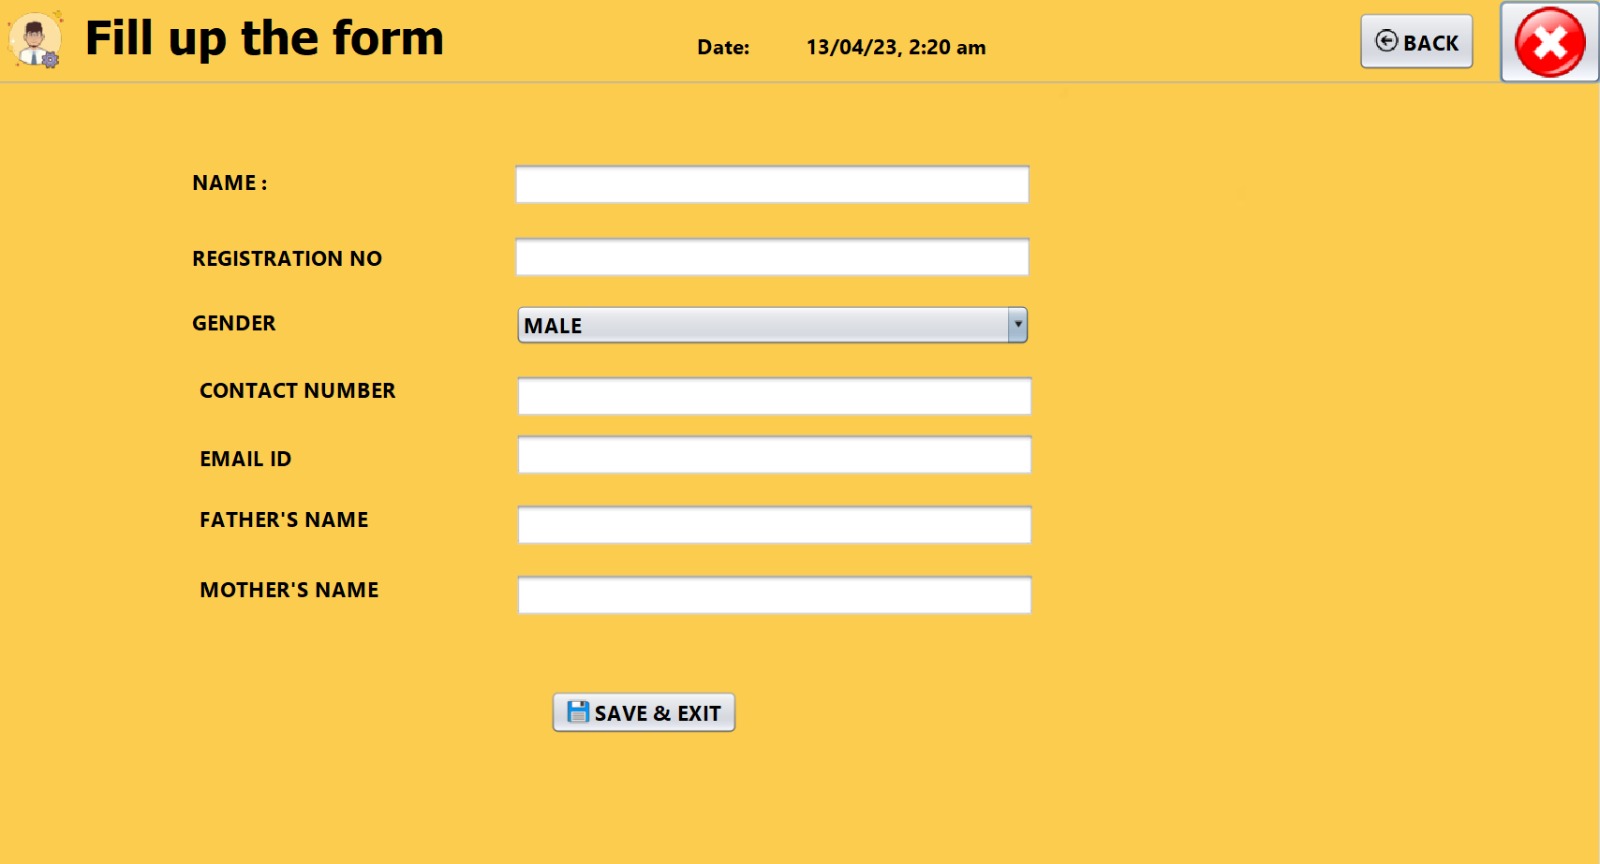 Fill up the form
Date: 13/04/23, 2:20 am
BACK
NAME :
REGISTRATION NO
GENDER
MALE
CONTACT NUMBER
EMAIL ID
FATHER'S NAME
MOTHER'S NAME
SAVE & EXIT